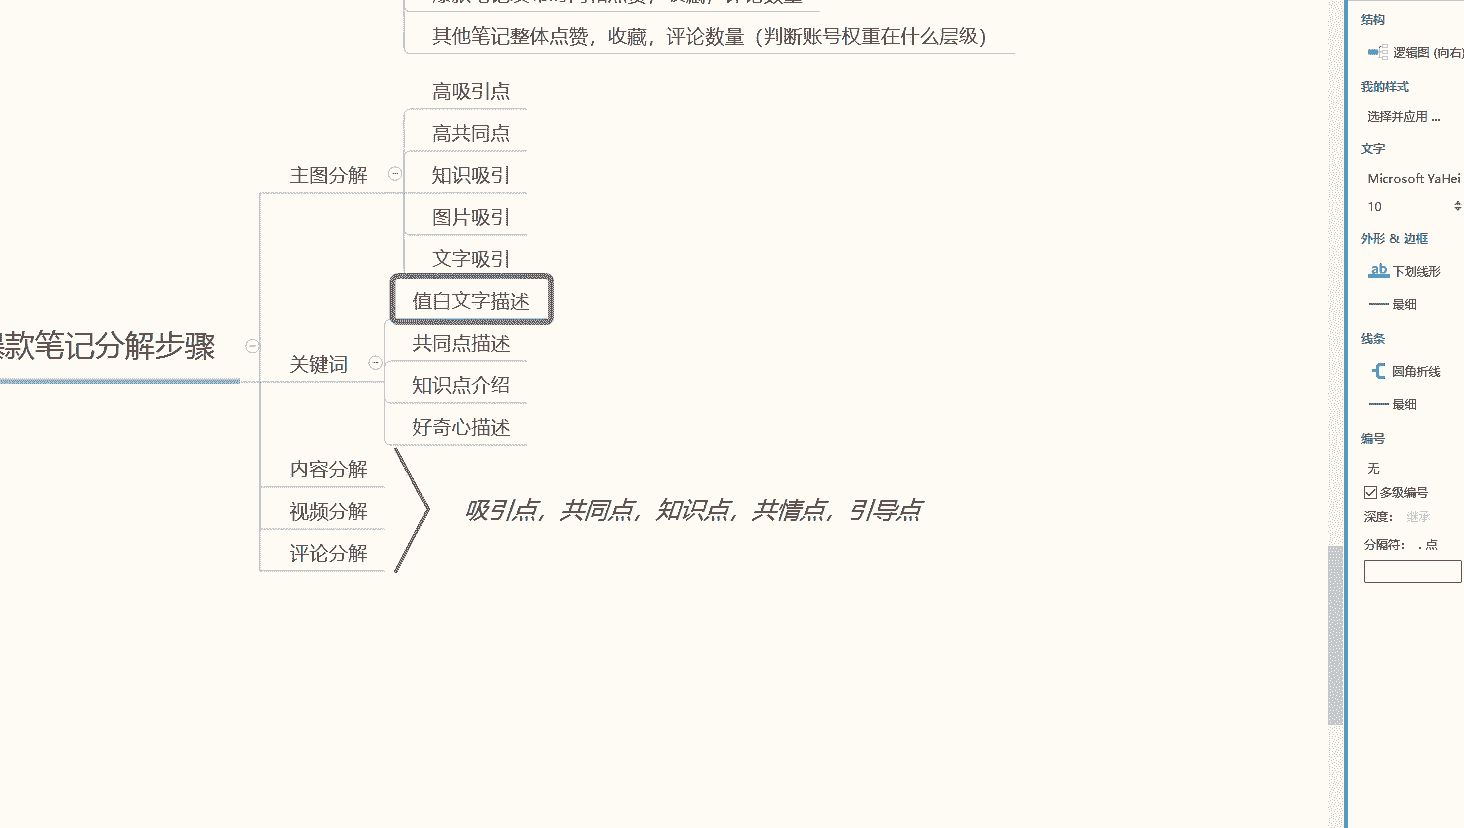 其他笔记整体点赞，收藏，评论数量（判断账号权重在什么层级）
高吸引点
高共同点
主图分解
知识吸引
图片吸引
文字吸引
值白文字描述
款笔记分解步骤
共同点描述
关键词
知识点介绍
好奇心描述
内容分解
视频分解
吸引点，共同点，知识点，共情点，引导点
评论分解
结构
逻辑图 (向右)
我的样式
选择并应用 ...
文字
Microsoft YaHei
10
外形 & 边框
ab 下划线形
最细
线条
圆角折线
最细
编号
无
多级编号
深度： 继承
分隔符： . 点